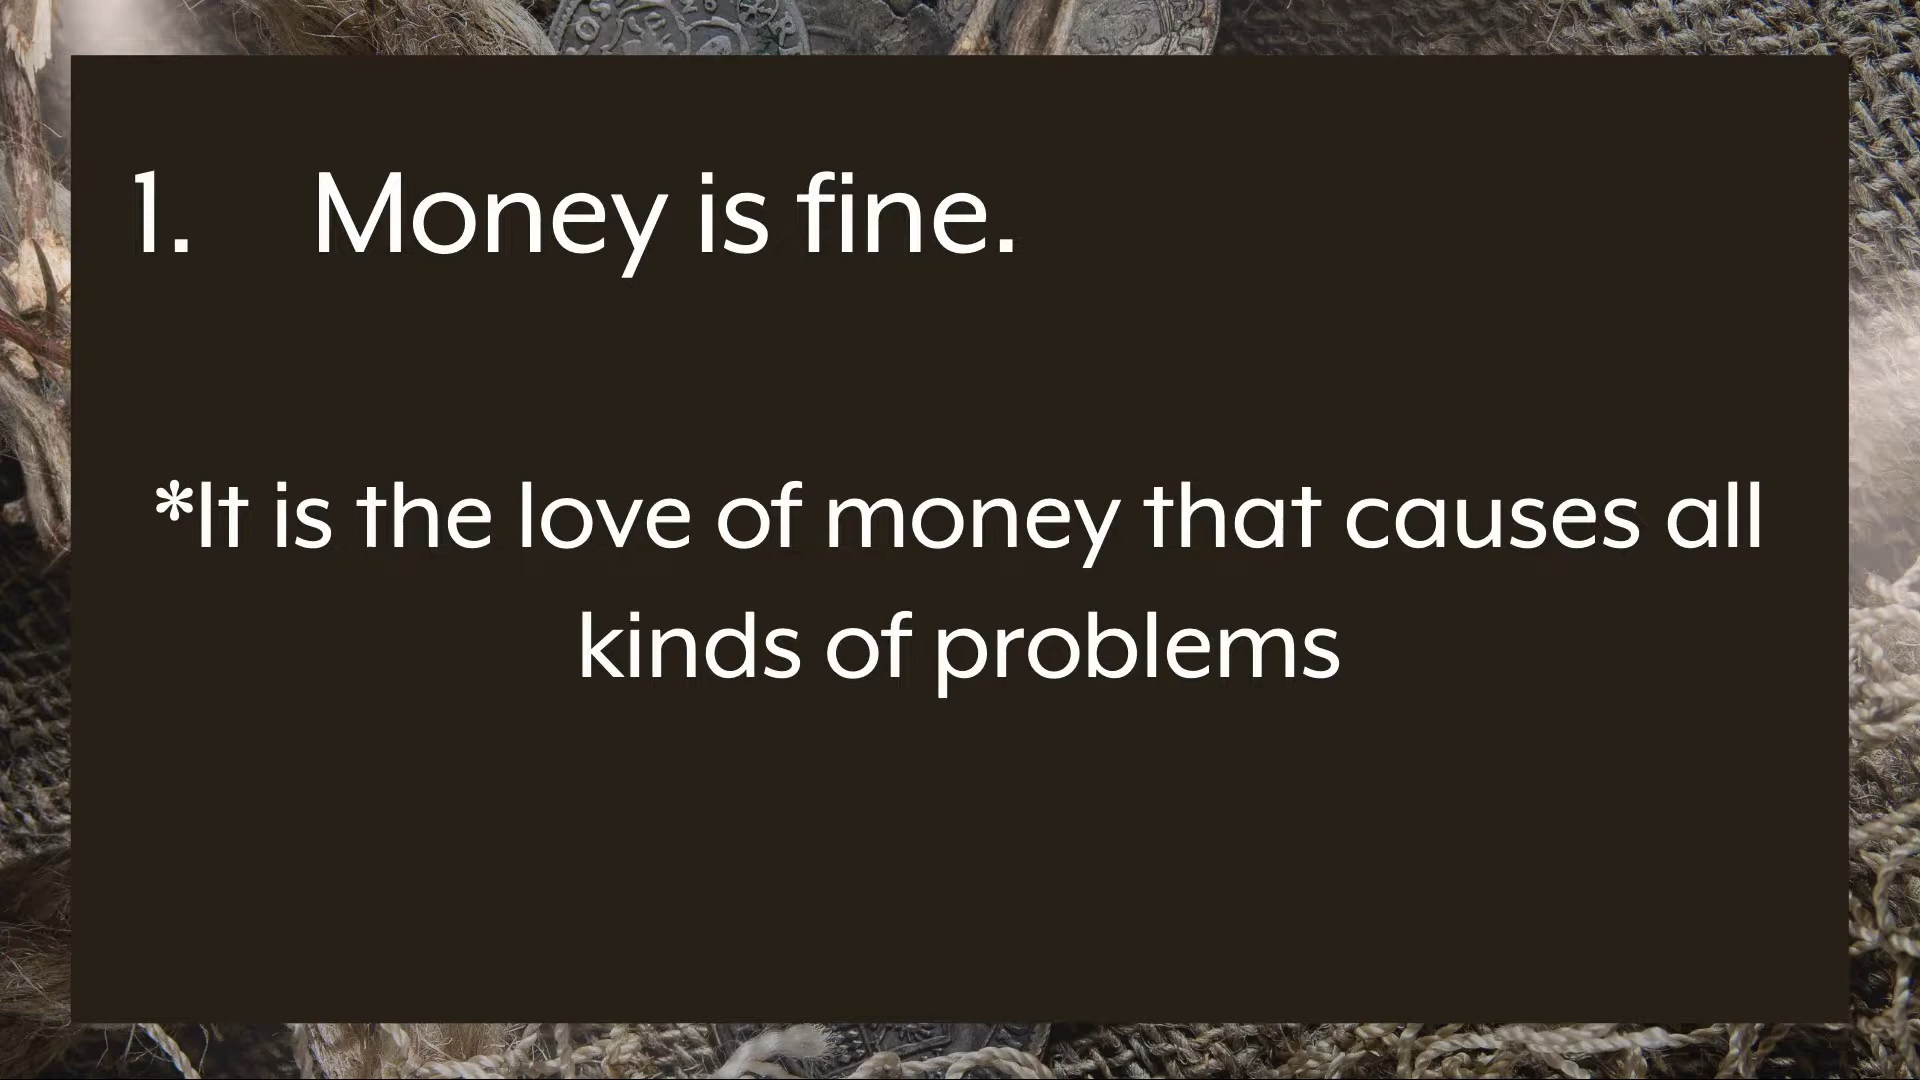 1. Money is fine.
*It is the love of money that causes all
kinds of problems